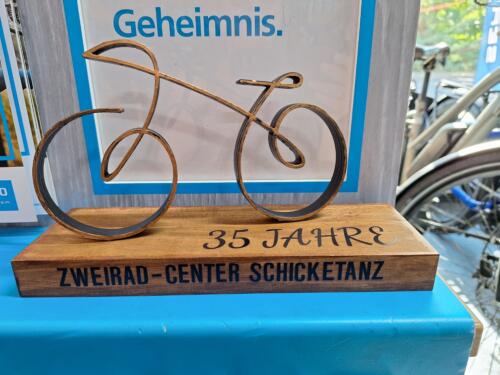 Geheimnis.
35 JAHRE
ZWEIRAD-CENTER SCHICKETANZ